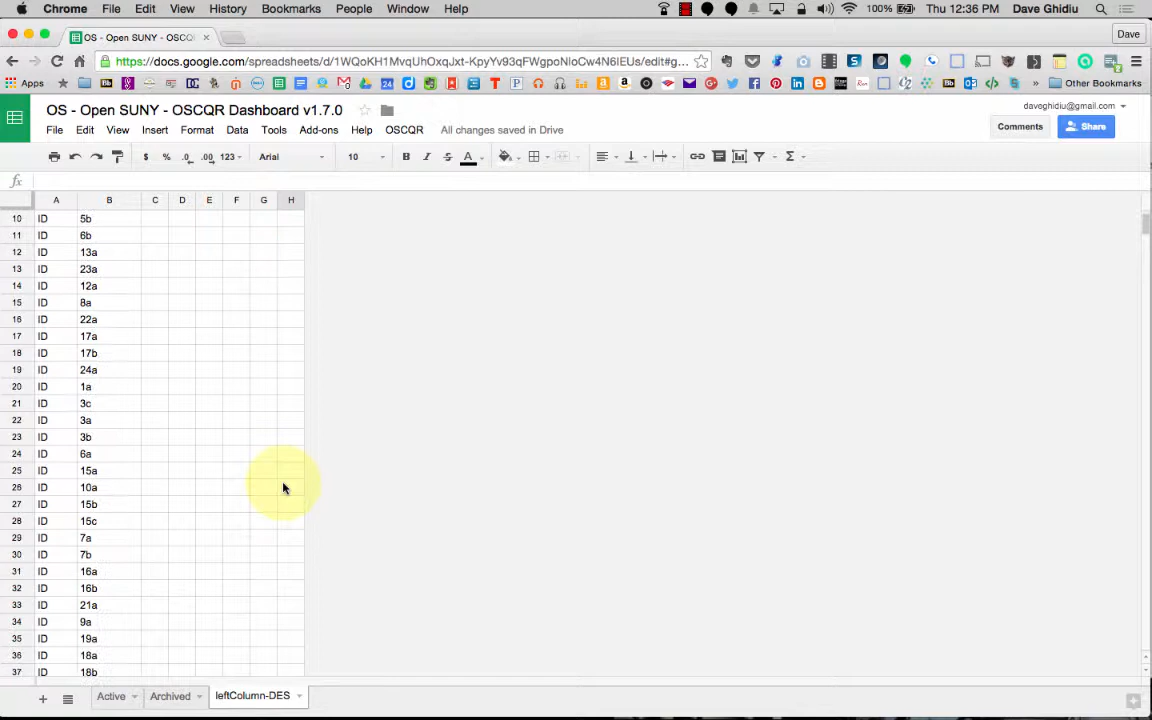 Chrome File Edit View History Bookmarks People Window Help 100% Thu 12:36 PM Dave Ghidiu
OS - Open SUNY - OSCQ Dave
https://docs.google.com/spreadsheets/d/1WQoKH1MvqUhOxqJxt-KpyYv93qFWgpoNloCw4N6lEUs/edit#g...
Apps Other Bookmarks
OS - Open SUNY - OSCQR Dashboard v1.7.0 daveghidiu@gmail.com
File Edit View Insert Format Data Tools Add-ons Help OSCQR All changes saved in Drive Comments Share
$ % .0 .00 123 Arial 10 B I S A Σ
fx
A B C D E F G H
10 ID 5b
11 ID 6b
12 ID 13a
13 ID 23a
14 ID 12a
15 ID 8a
16 ID 22a
17 ID 17a
18 ID 17b
19 ID 24a
20 ID 1a
21 ID 3c
22 ID 3a
23 ID 3b
24 ID 6a
25 ID 15a
26 ID 10a
27 ID 15b
28 ID 15c
29 ID 7a
30 ID 7b
31 ID 16a
32 ID 16b
33 ID 21a
34 ID 9a
35 ID 19a
36 ID 18a
37 ID 18b
+ Active Archived leftColumn-DES